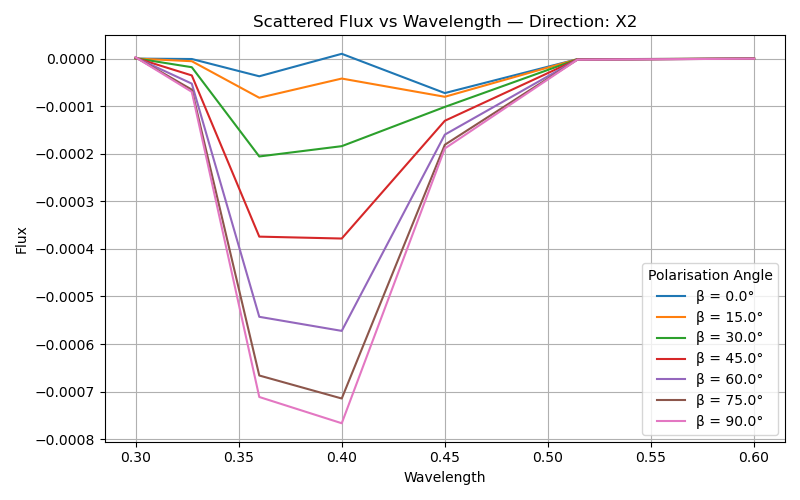 Scattered Flux vs Wavelength — Direction: X2
Flux
0.0000
−0.0001
−0.0002
−0.0003
−0.0004
−0.0005
−0.0006
−0.0007
−0.0008
Polarisation Angle
β = 0.0°
β = 15.0°
β = 30.0°
β = 45.0°
β = 60.0°
β = 75.0°
β = 90.0°
0.30 0.35 0.40 0.45 0.50 0.55 0.60
Wavelength